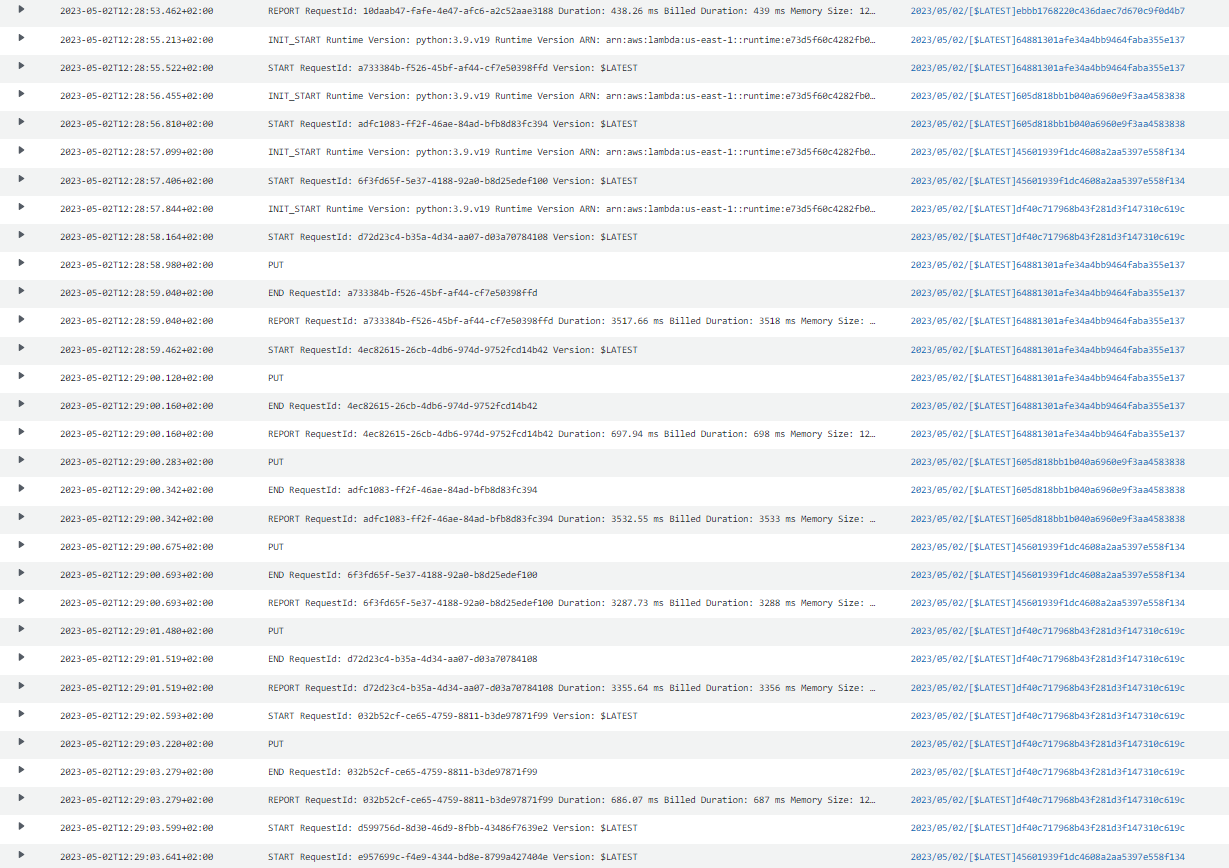 2023-05-02T12:28:53.462+02:00 REPORT RequestId: 10daab47-fafe-4e47-afc6-a2c52aae3188 Duration: 438.26 ms Billed Duration: 439 ms Memory Size: 12… 2023/05/02/[$LATEST]ebbb1768220c436daec7d670c9f0d4b7
2023-05-02T12:28:55.213+02:00 INIT_START Runtime Version: python:3.9.v19 Runtime Version ARN: arn:aws:lambda:us-east-1::runtime:e73d5f60c4282fb0… 2023/05/02/[$LATEST]64881301afe34a4bb9464faba355e137
2023-05-02T12:28:55.522+02:00 START RequestId: a733384b-f526-45bf-af44-cf7e50398ffd Version: $LATEST 2023/05/02/[$LATEST]64881301afe34a4bb9464faba355e137
2023-05-02T12:28:56.455+02:00 INIT_START Runtime Version: python:3.9.v19 Runtime Version ARN: arn:aws:lambda:us-east-1::runtime:e73d5f60c4282fb0… 2023/05/02/[$LATEST]605d818bb1b040a6960e9f3aa4583838
2023-05-02T12:28:56.810+02:00 START RequestId: adfc1083-ff2f-46ae-84ad-bfb8d83fc394 Version: $LATEST 2023/05/02/[$LATEST]605d818bb1b040a6960e9f3aa4583838
2023-05-02T12:28:57.099+02:00 INIT_START Runtime Version: python:3.9.v19 Runtime Version ARN: arn:aws:lambda:us-east-1::runtime:e73d5f60c4282fb0… 2023/05/02/[$LATEST]45601939f1dc4608a2aa5397e558f134
2023-05-02T12:28:57.406+02:00 START RequestId: 6f3fd65f-5e37-4188-92a0-b8d25edef100 Version: $LATEST 2023/05/02/[$LATEST]45601939f1dc4608a2aa5397e558f134
2023-05-02T12:28:57.844+02:00 INIT_START Runtime Version: python:3.9.v19 Runtime Version ARN: arn:aws:lambda:us-east-1::runtime:e73d5f60c4282fb0… 2023/05/02/[$LATEST]df40c717968b43f281d3f147310c619c
2023-05-02T12:28:58.164+02:00 START RequestId: d72d23c4-b35a-4d34-aa07-d03a70784108 Version: $LATEST 2023/05/02/[$LATEST]df40c717968b43f281d3f147310c619c
2023-05-02T12:28:58.980+02:00 PUT 2023/05/02/[$LATEST]64881301afe34a4bb9464faba355e137
2023-05-02T12:28:59.040+02:00 END RequestId: a733384b-f526-45bf-af44-cf7e50398ffd 2023/05/02/[$LATEST]64881301afe34a4bb9464faba355e137
2023-05-02T12:28:59.040+02:00 REPORT RequestId: a733384b-f526-45bf-af44-cf7e50398ffd Duration: 3517.66 ms Billed Duration: 3518 ms Memory Size: … 2023/05/02/[$LATEST]64881301afe34a4bb9464faba355e137
2023-05-02T12:28:59.462+02:00 START RequestId: 4ec82615-26cb-4db6-974d-9752fcd14b42 Version: $LATEST 2023/05/02/[$LATEST]64881301afe34a4bb9464faba355e137
2023-05-02T12:29:00.120+02:00 PUT 2023/05/02/[$LATEST]64881301afe34a4bb9464faba355e137
2023-05-02T12:29:00.160+02:00 END RequestId: 4ec82615-26cb-4db6-974d-9752fcd14b42 2023/05/02/[$LATEST]64881301afe34a4bb9464faba355e137
2023-05-02T12:29:00.160+02:00 REPORT RequestId: 4ec82615-26cb-4db6-974d-9752fcd14b42 Duration: 697.94 ms Billed Duration: 698 ms Memory Size: 12… 2023/05/02/[$LATEST]64881301afe34a4bb9464faba355e137
2023-05-02T12:29:00.283+02:00 PUT 2023/05/02/[$LATEST]605d818bb1b040a6960e9f3aa4583838
2023-05-02T12:29:00.342+02:00 END RequestId: adfc1083-ff2f-46ae-84ad-bfb8d83fc394 2023/05/02/[$LATEST]605d818bb1b040a6960e9f3aa4583838
2023-05-02T12:29:00.342+02:00 REPORT RequestId: adfc1083-ff2f-46ae-84ad-bfb8d83fc394 Duration: 3532.55 ms Billed Duration: 3533 ms Memory Size: … 2023/05/02/[$LATEST]605d818bb1b040a6960e9f3aa4583838
2023-05-02T12:29:00.675+02:00 PUT 2023/05/02/[$LATEST]45601939f1dc4608a2aa5397e558f134
2023-05-02T12:29:00.693+02:00 END RequestId: 6f3fd65f-5e37-4188-92a0-b8d25edef100 2023/05/02/[$LATEST]45601939f1dc4608a2aa5397e558f134
2023-05-02T12:29:00.693+02:00 REPORT RequestId: 6f3fd65f-5e37-4188-92a0-b8d25edef100 Duration: 3287.73 ms Billed Duration: 3288 ms Memory Size: … 2023/05/02/[$LATEST]45601939f1dc4608a2aa5397e558f134
2023-05-02T12:29:01.480+02:00 PUT 2023/05/02/[$LATEST]df40c717968b43f281d3f147310c619c
2023-05-02T12:29:01.519+02:00 END RequestId: d72d23c4-b35a-4d34-aa07-d03a70784108 2023/05/02/[$LATEST]df40c717968b43f281d3f147310c619c
2023-05-02T12:29:01.519+02:00 REPORT RequestId: d72d23c4-b35a-4d34-aa07-d03a70784108 Duration: 3355.64 ms Billed Duration: 3356 ms Memory Size: … 2023/05/02/[$LATEST]df40c717968b43f281d3f147310c619c
2023-05-02T12:29:02.593+02:00 START RequestId: 032b52cf-ce65-4759-8811-b3de97871f99 Version: $LATEST 2023/05/02/[$LATEST]df40c717968b43f281d3f147310c619c
2023-05-02T12:29:03.220+02:00 PUT 2023/05/02/[$LATEST]df40c717968b43f281d3f147310c619c
2023-05-02T12:29:03.279+02:00 END RequestId: 032b52cf-ce65-4759-8811-b3de97871f99 2023/05/02/[$LATEST]df40c717968b43f281d3f147310c619c
2023-05-02T12:29:03.279+02:00 REPORT RequestId: 032b52cf-ce65-4759-8811-b3de97871f99 Duration: 686.07 ms Billed Duration: 687 ms Memory Size: 12… 2023/05/02/[$LATEST]df40c717968b43f281d3f147310c619c
2023-05-02T12:29:03.599+02:00 START RequestId: d599756d-8d30-46d9-8fbb-43486f7639e2 Version: $LATEST 2023/05/02/[$LATEST]df40c717968b43f281d3f147310c619c
2023-05-02T12:29:03.641+02:00 START RequestId: e957699c-f4e9-4344-bd8e-8799a427404e Version: $LATEST 2023/05/02/[$LATEST]45601939f1dc4608a2aa5397e558f134